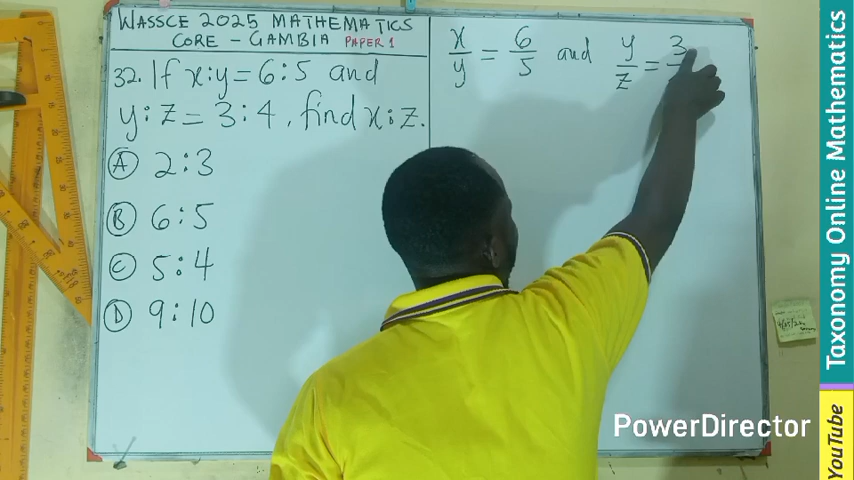 WASSCE 2025 MATHEMATICS
CORE - GAMBIA PAPER 1
32. If x:y = 6:5 and
y:z = 3:4, find x:z.
A 2:3
B 6:5
C 5:4
D 9:10
x/y = 6/5 and y/z = 3
Taxonomy Online Mathematics
YouTube
PowerDirector